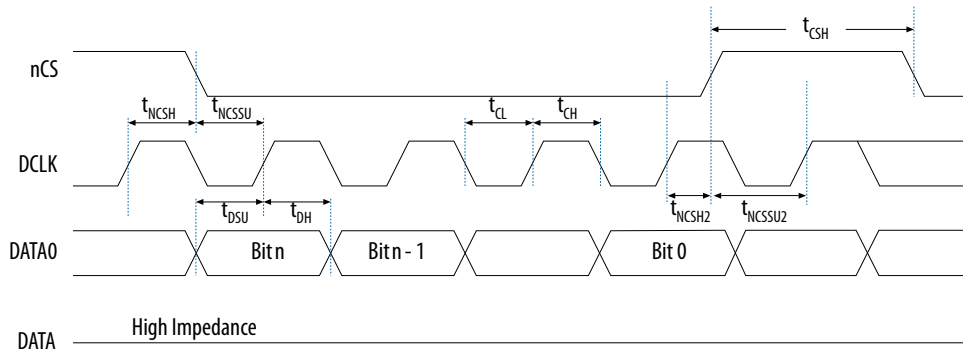 t_CSH
nCS
t_NCSH
t_NCSSU
t_CL
t_CH
DCLK
t_DSU
t_DH
t_NCSH2
t_NCSSU2
DATA0
Bit n
Bit n - 1
Bit 0
High Impedance
DATA